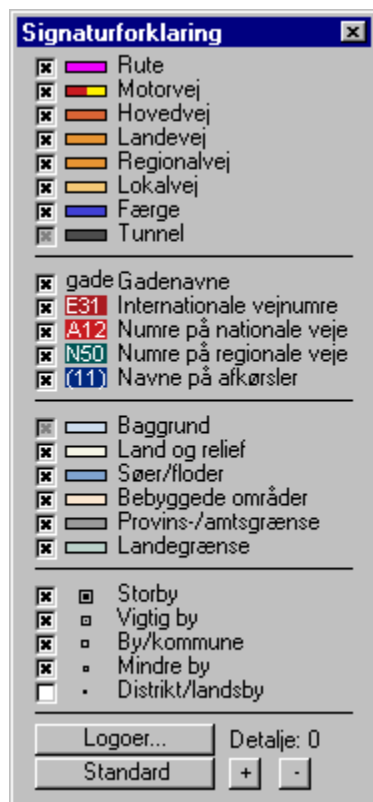 Signaturforklaring
Rute
Motorvej
Hovedvej
Landevej
Regionalvej
Lokalvej
Færge
Tunnel
gade Gadenavne
E31 Internationale vejnumre
A12 Numre på nationale veje
N50 Numre på regionale veje
(11) Navne på afkørsler
Baggrund
Land og relief
Søer/floder
Bebyggede områder
Provins-/amtsgrænse
Landegrænse
Storby
Vigtig by
By/kommune
Mindre by
Distrikt/landsby
Logoer... Detalje: 0
Standard + -